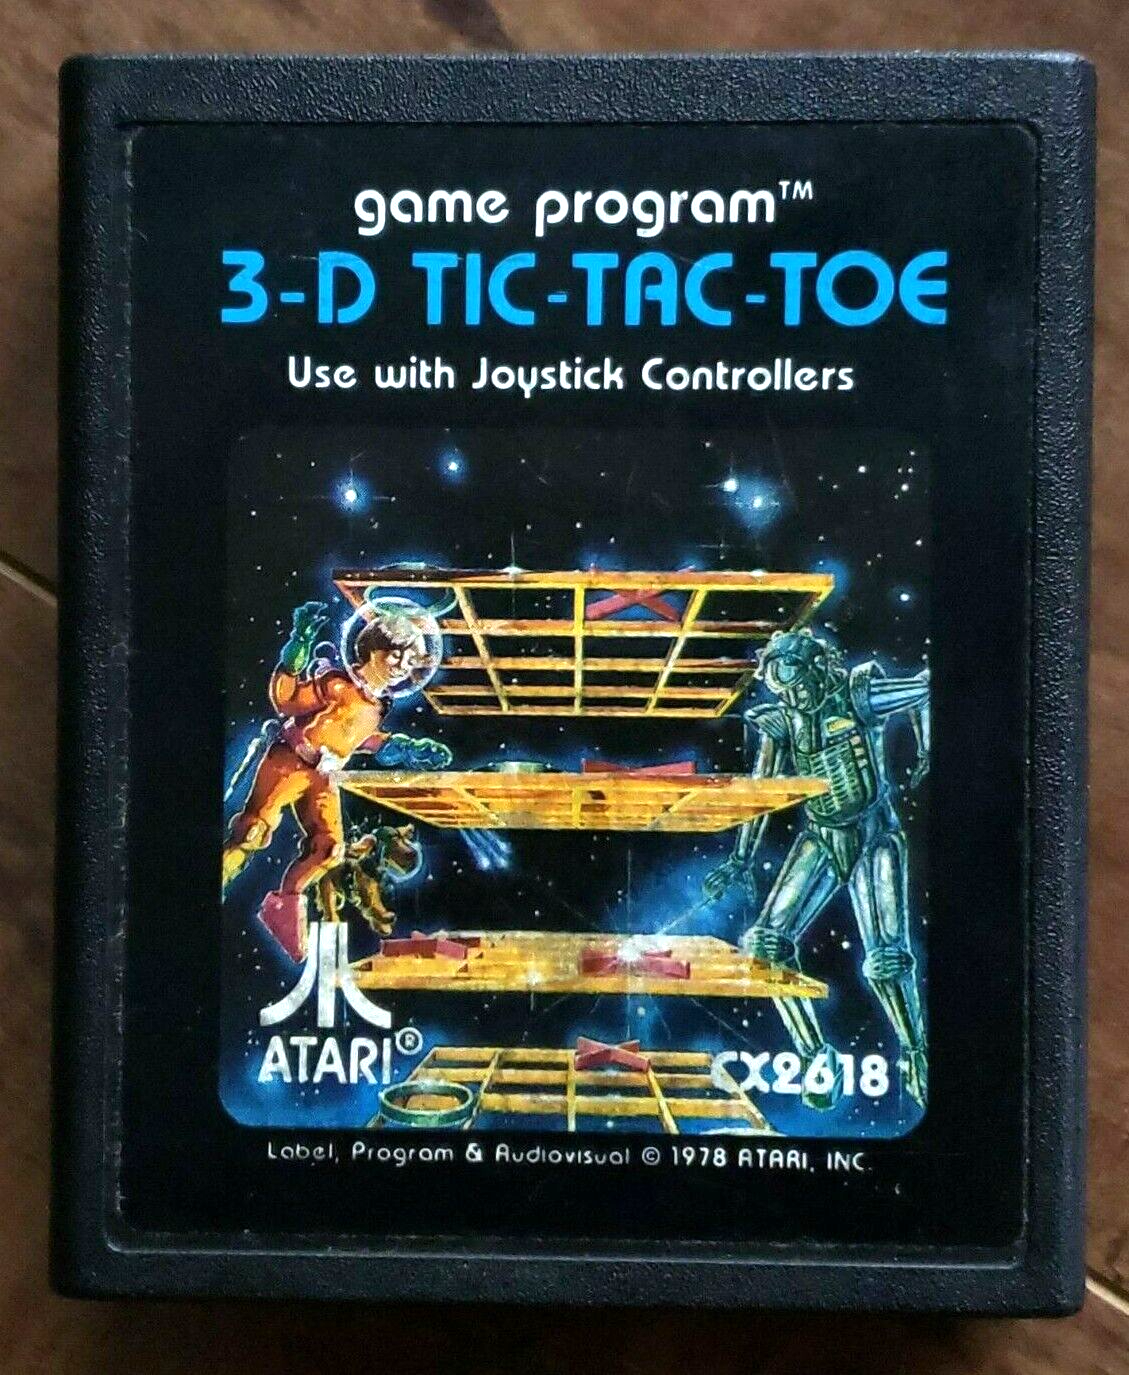 game program™
3-D TIC-TAC-TOE
Use with Joystick Controllers
ATARI®
CX2618
Label, Program & Audiovisual © 1978 ATARI, INC.